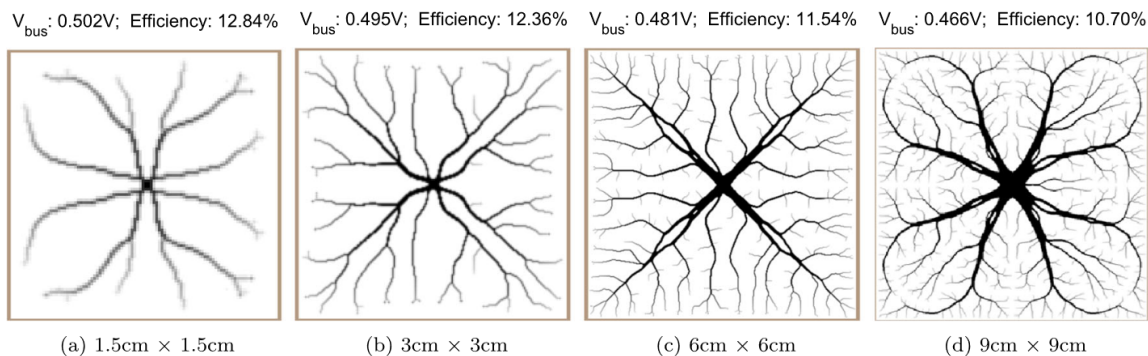 V_bus: 0.502V; Efficiency: 12.84%
V_bus: 0.495V; Efficiency: 12.36%
V_bus: 0.481V; Efficiency: 11.54%
V_bus: 0.466V; Efficiency: 10.70%
(a) 1.5cm × 1.5cm
(b) 3cm × 3cm
(c) 6cm × 6cm
(d) 9cm × 9cm